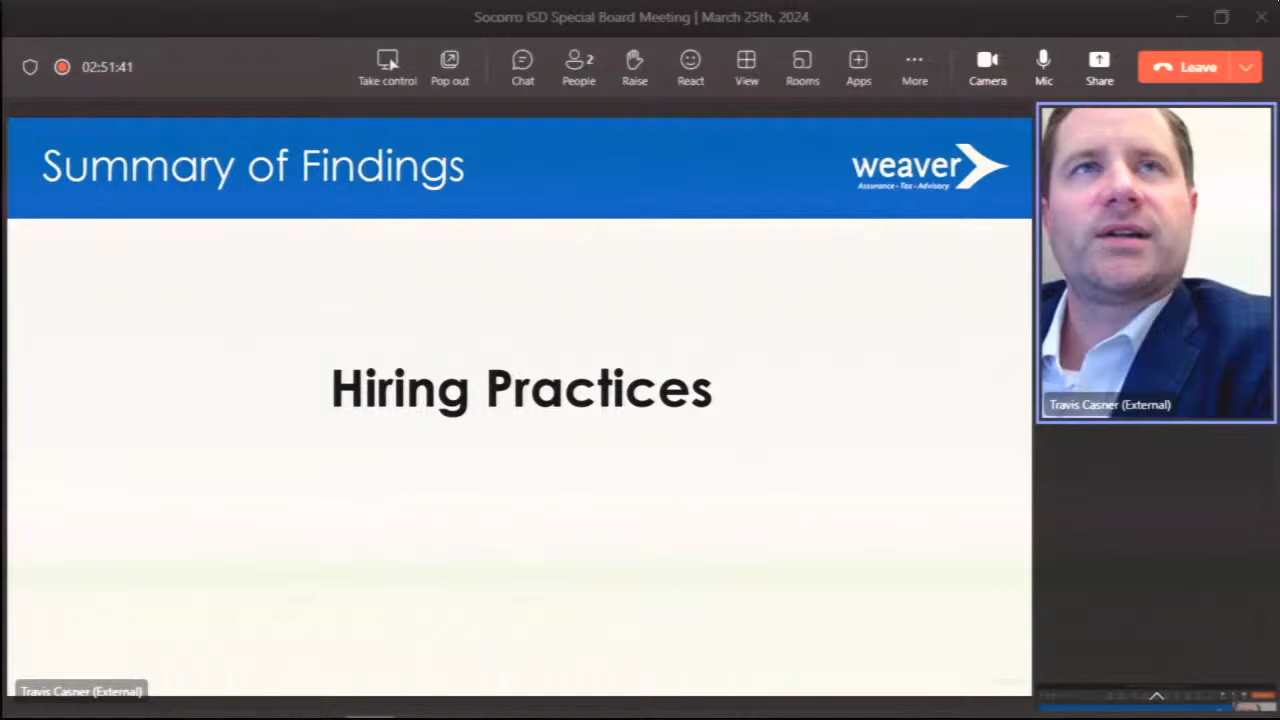 Socorro ISD Special Board Meeting | March 25th, 2024
02:51:41
Take control
Pop out
Chat
2
People
Raise
React
View
Rooms
Apps
More
Camera
Mic
Share
Leave
Summary of Findings
weaver
Assurance • Tax • Advisory
Hiring Practices
Travis Casner (External)
Travis Casner (External)